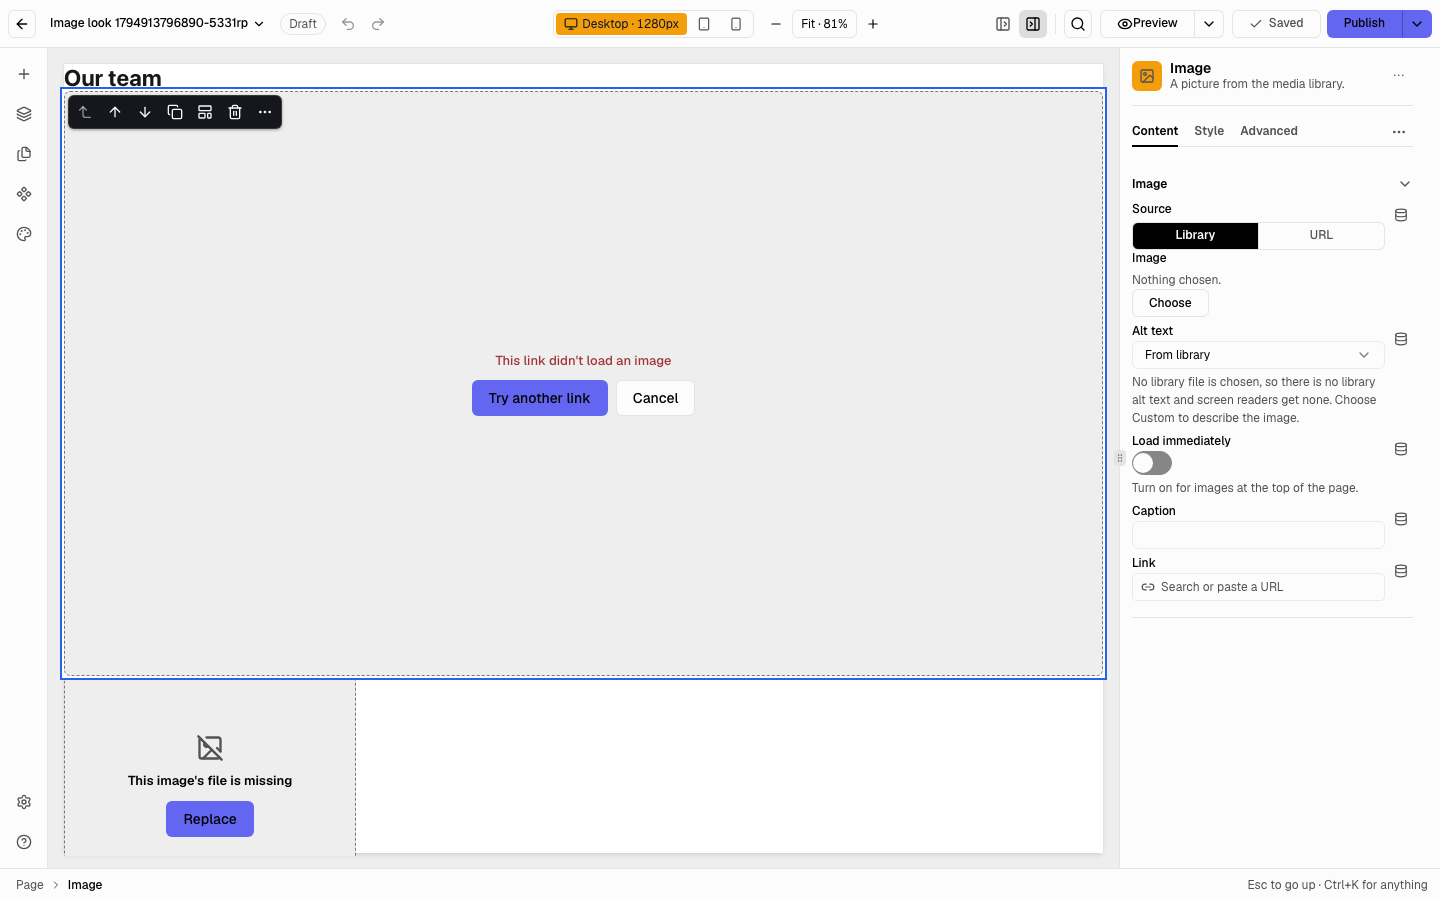 Image look 1794913796890-5331rp
Draft
Desktop · 1280px
Fit · 81%
Preview
Saved
Publish
Our team
This link didn't load an image
Try another link
Cancel
This image's file is missing
Replace
Image
A picture from the media library.
Content
Style
Advanced
Image
Source
Library
URL
Image
Nothing chosen.
Choose
Alt text
From library
No library file is chosen, so there is no library
alt text and screen readers get none. Choose
Custom to describe the image.
Load immediately
Turn on for images at the top of the page.
Caption
Link
Search or paste a URL
Page
Image
Esc to go up · Ctrl+K for anything